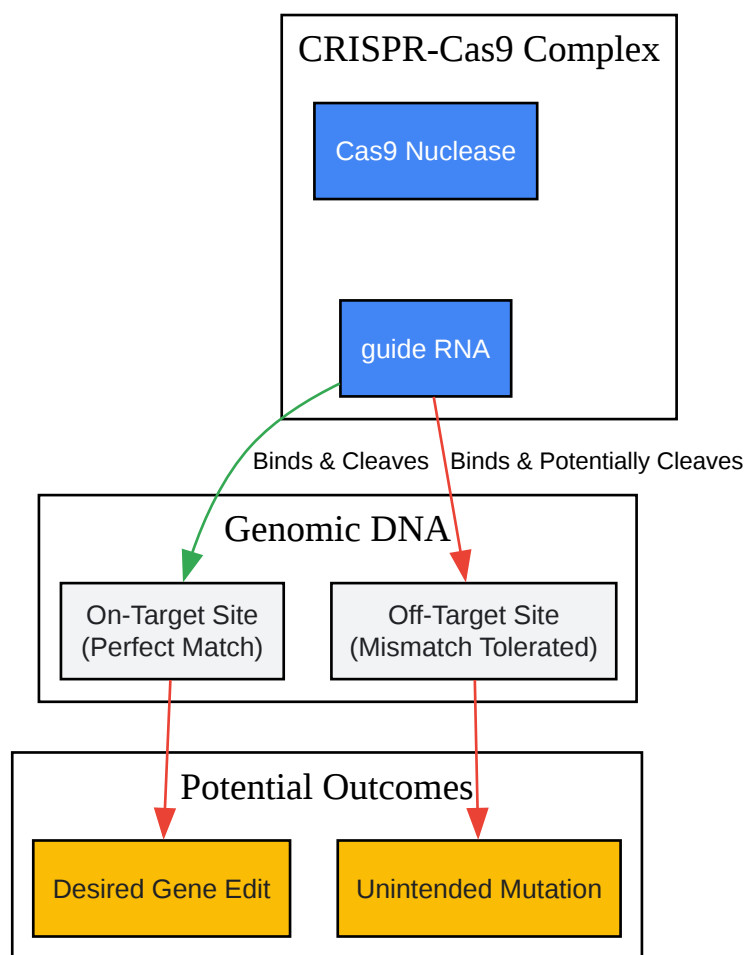 CRISPR-Cas9 Complex
Cas9 Nuclease
guide RNA
Binds & Cleaves
Binds & Potentially Cleaves
Genomic DNA
On-Target Site
(Perfect Match)
Off-Target Site
(Mismatch Tolerated)
Potential Outcomes
Desired Gene Edit
Unintended Mutation